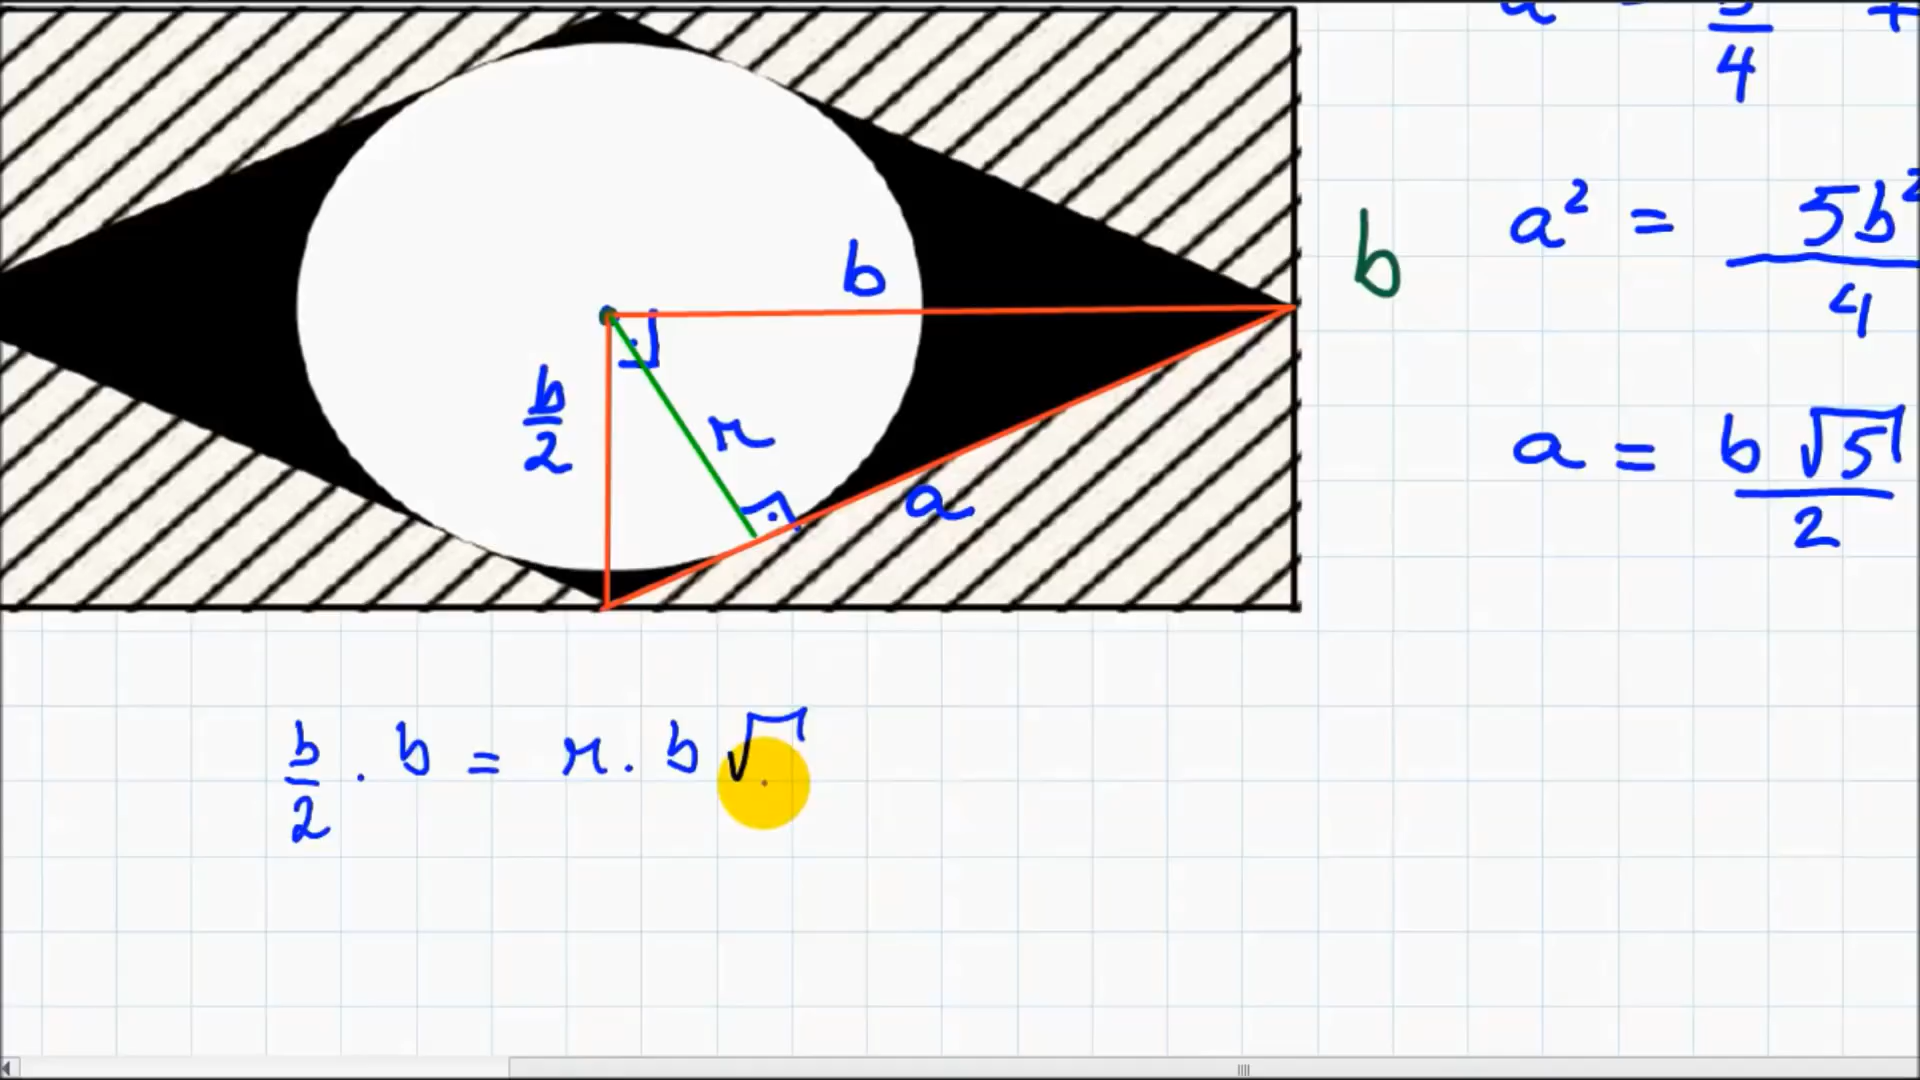 b
b
a² = 5b²/4
b/2
r
a
a = b√5/2
b/2 . b = r . b √